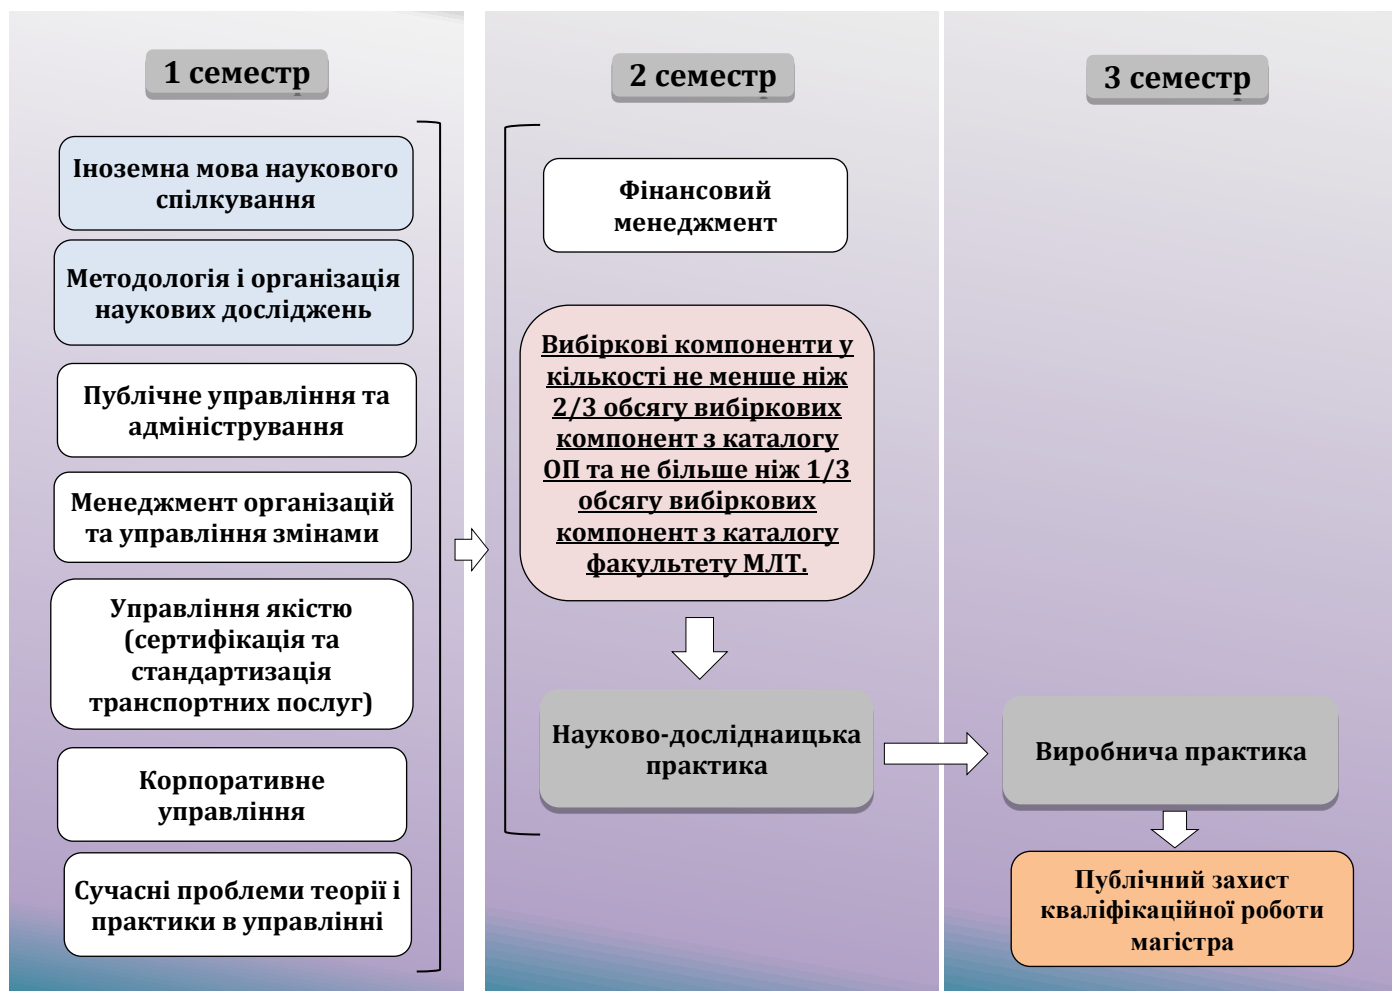 1 семестр
Іноземна мова наукового
спілкування
Методологія і організація
наукових досліджень
Публічне управління та
адміністрування
Менеджмент організацій
та управління змінами
Управління якістю
(сертифікація та
стандартизація
транспортних послуг)
Корпоративне
управління
Сучасні проблеми теорії і
практики в управлінні
2 семестр
Фінансовий
менеджмент
Вибіркові компоненти у
кількості не менше ніж
2/3 обсягу вибіркових
компонент з каталогу
ОП та не більше ніж 1/3
обсягу вибіркових
компонент з каталогу
факультету МЛТ.
Науково-досліднаицька
практика
3 семестр
Виробнича практика
Публічний захист
кваліфікаційної роботи
магістра